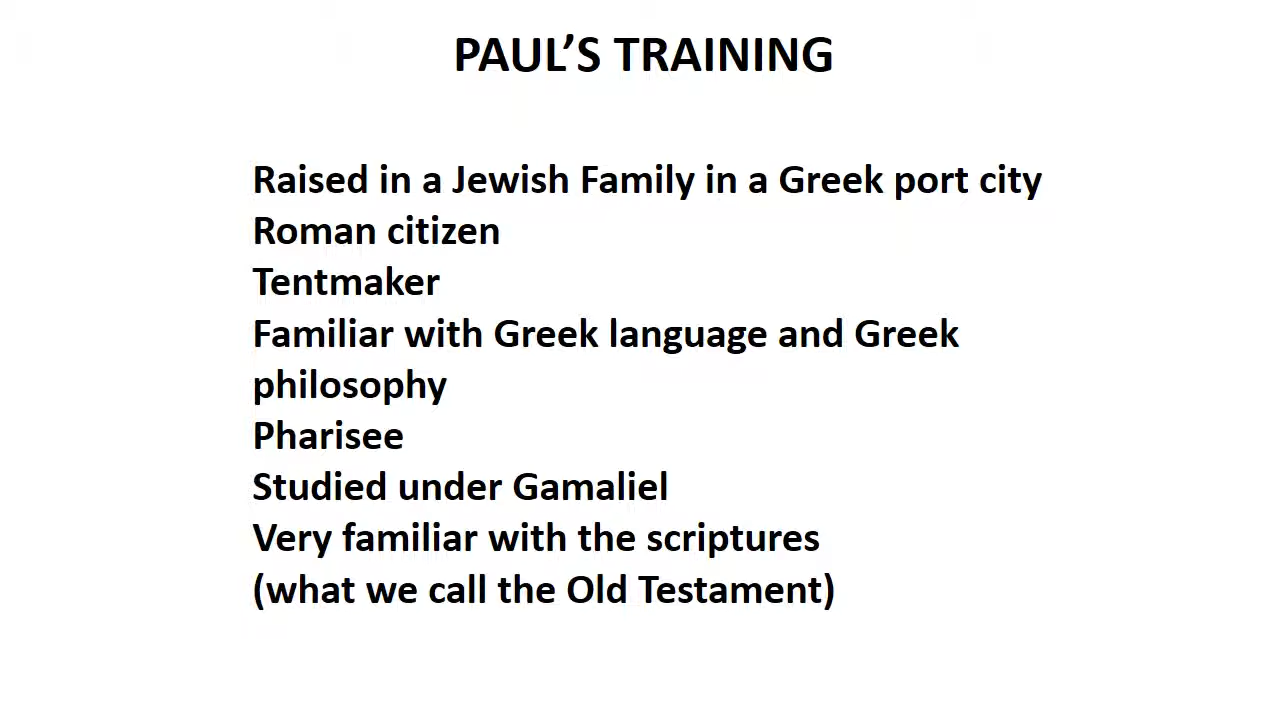 PAUL’S TRAINING
Raised in a Jewish Family in a Greek port city
Roman citizen
Tentmaker
Familiar with Greek language and Greek
philosophy
Pharisee
Studied under Gamaliel
Very familiar with the scriptures
(what we call the Old Testament)